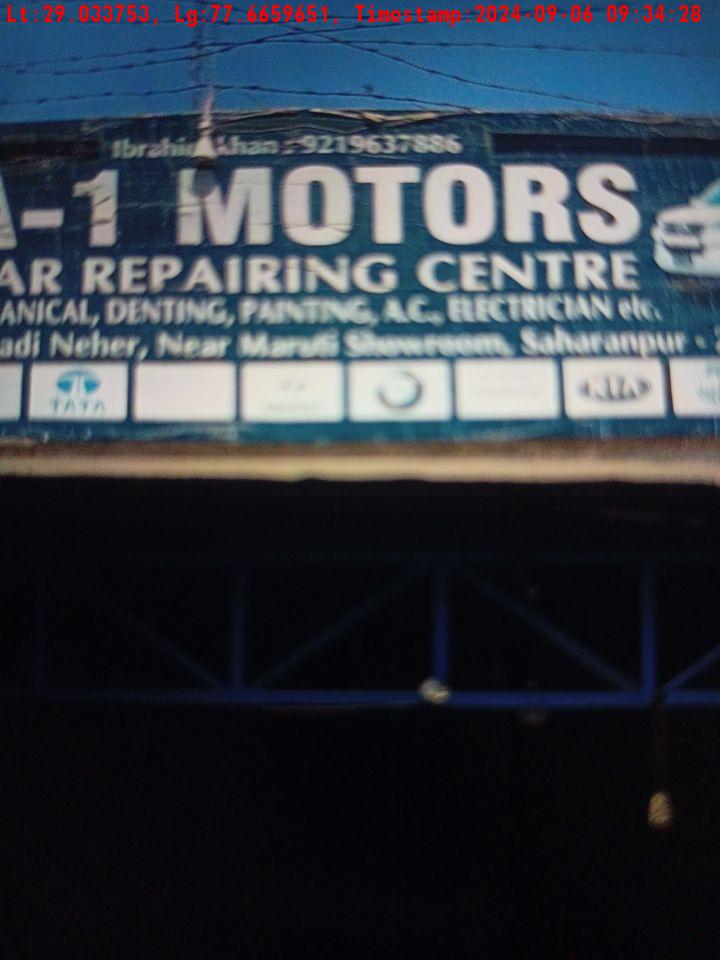 Lt:29.033753, Lg:77.6659651, Timestamp:2024-09-06 09:34:28
Ibrahim khan : 9219637886
A-1 MOTORS
AR REPAIRING CENTRE
ANICAL, DENTING, PAINTING, A.C., ELECTRICIAN etc.
adi Neher, Near Maruti Showroom, Saharanpur -
TATA KIA